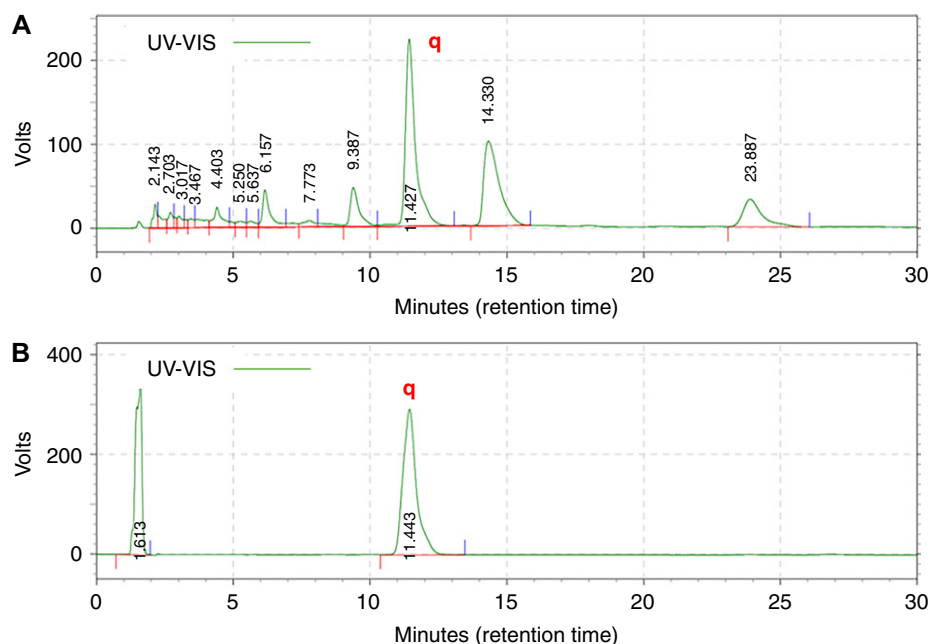 A
UV-VIS
q
Volts
200
100
0
2.143
2.703
3.017
3.467
4.403
5.250
5.637
6.157
7.773
9.387
11.427
14.330
23.887
0 5 10 15 20 25 30
Minutes (retention time)
B
UV-VIS
q
Volts
400
200
0
1.613
11.443
0 5 10 15 20 25 30
Minutes (retention time)